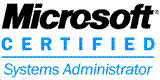 Microsoft®
CERTIFIED
Systems Administrator